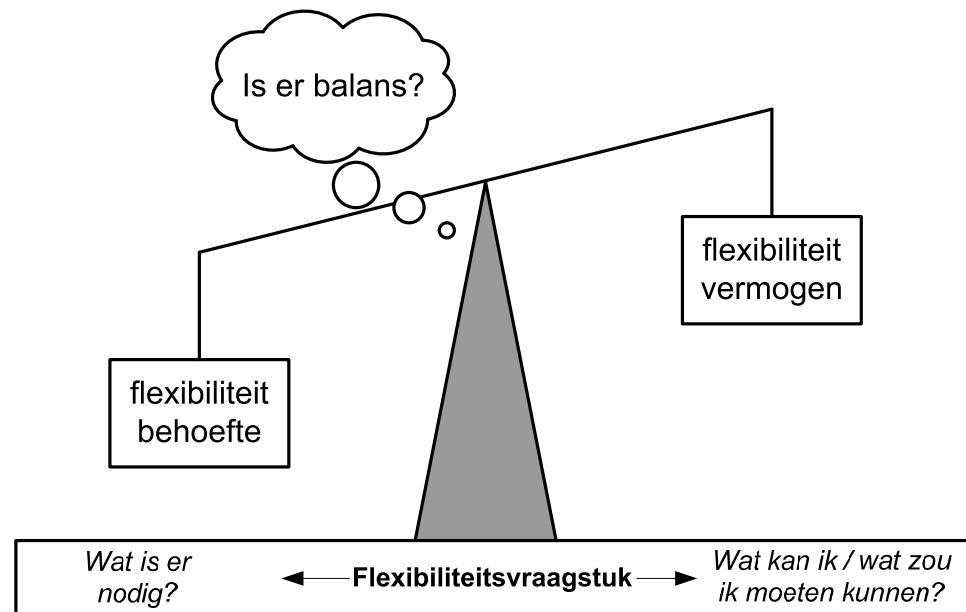 Is er balans?
flexibiliteit
vermogen
flexibiliteit
behoefte
Wat is er
nodig?
Flexibiliteitsvraagstuk
Wat kan ik / wat zou
ik moeten kunnen?